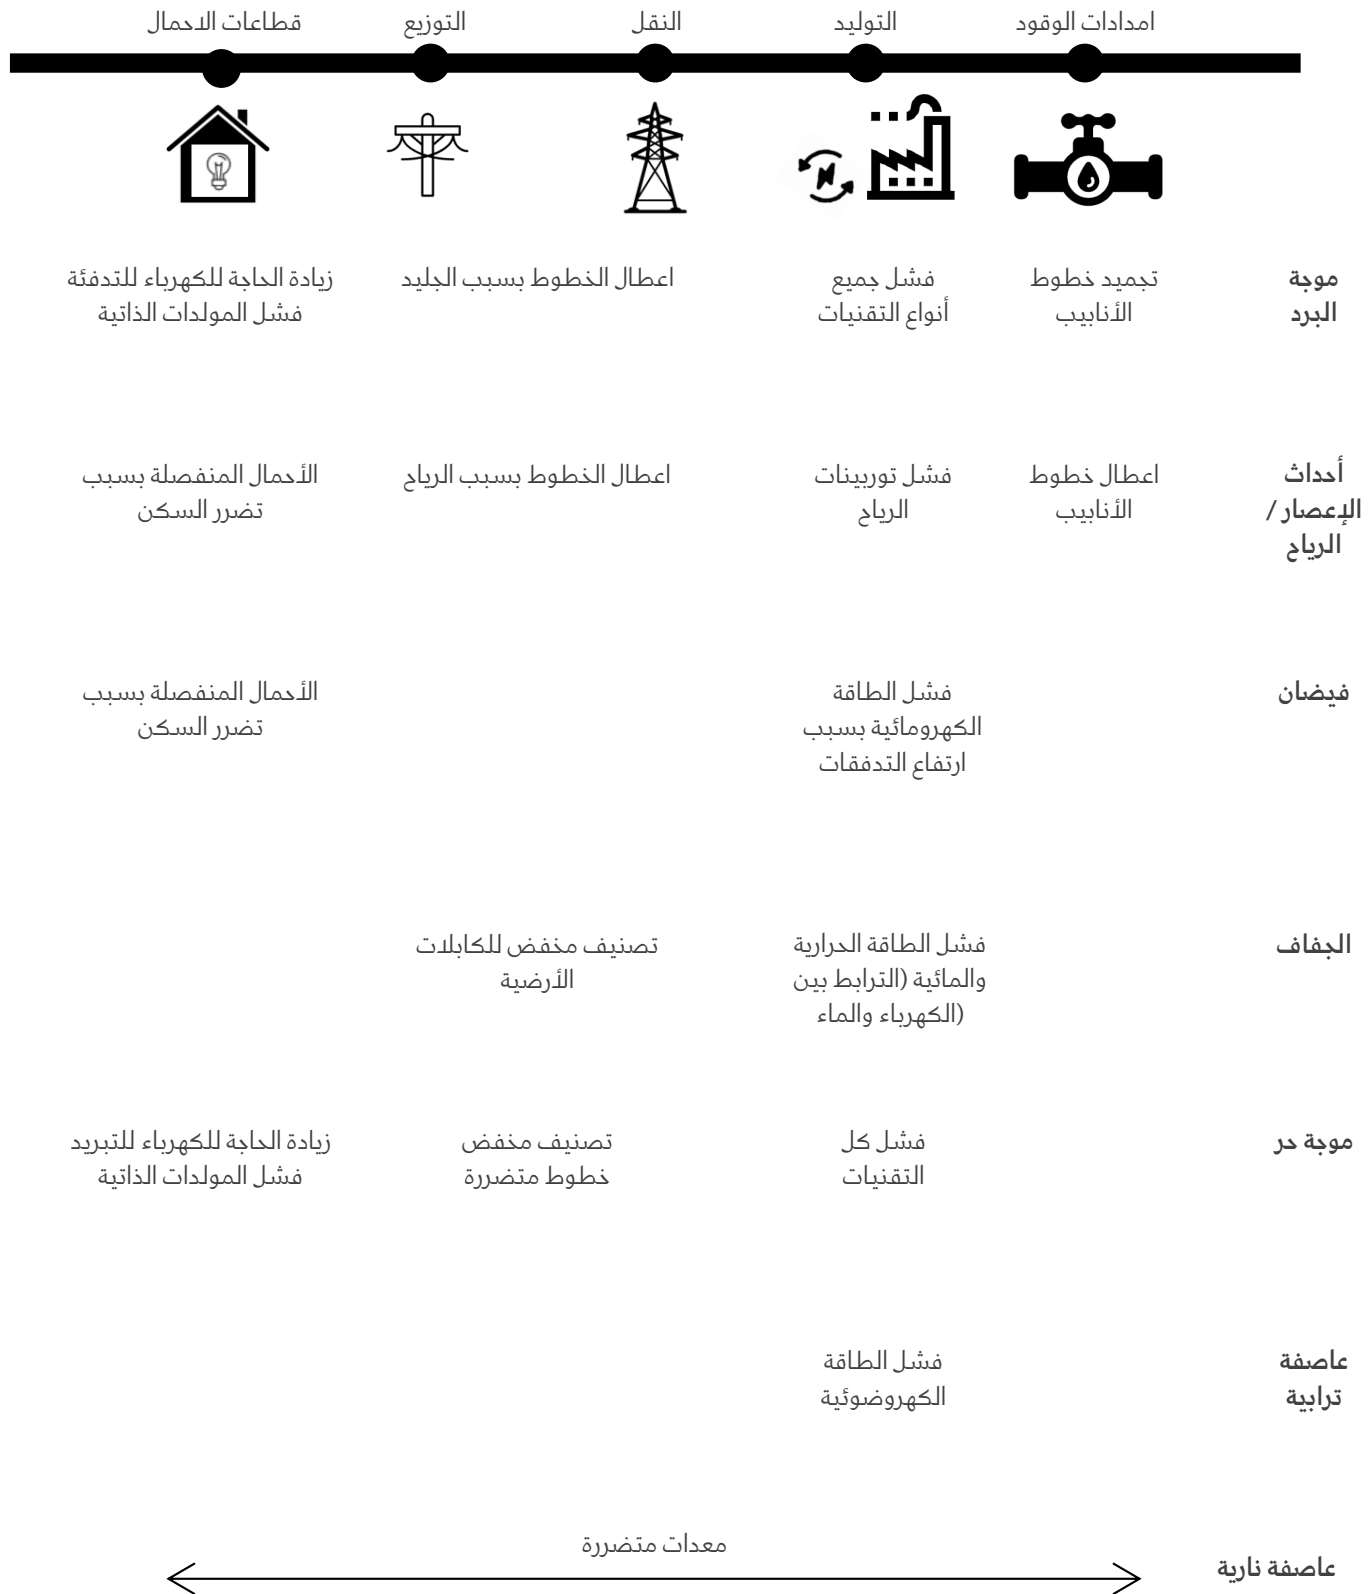 امدادات الوقود
التوليد
النقل
التوزيع
قطاعات الاحمال
موجة
البرد
تجميد خطوط
الأنابيب
فشل جميع
أنواع التقنيات
اعطال الخطوط بسبب الجليد
زيادة الحاجة للكهرباء للتدفئة
فشل المولدات الذاتية
أحداث
الإعصار /
الرياح
اعطال خطوط
الأنابيب
فشل توربينات
الرياح
اعطال الخطوط بسبب الرياح
الأحمال المنفصلة بسبب
تضرر السكن
فيضان
فشل الطاقة
الكهرومائية بسبب
ارتفاع التدفقات
الأحمال المنفصلة بسبب
تضرر السكن
الجفاف
فشل الطاقة الحرارية
والمائية (الترابط بين
(الكهرباء والماء
تصنيف مخفض للكابلات
الأرضية
موجة حر
فشل كل
التقنيات
تصنيف مخفض
خطوط متضررة
زيادة الحاجة للكهرباء للتبريد
فشل المولدات الذاتية
عاصفة
ترابية
فشل الطاقة
الكهروضوئية
عاصفة نارية
معدات متضررة